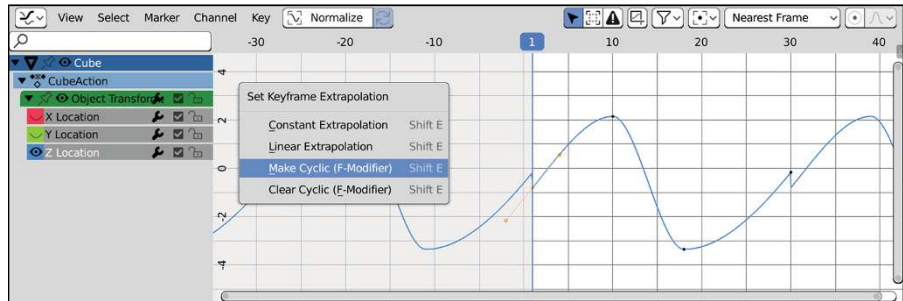 View Select Marker Channel Key Normalize Nearest Frame
-30 -20 -10 1 10 20 30 40
Cube
CubeAction
Object Transforms
X Location
Y Location
Z Location
4
2
0
-2
-4
Set Keyframe Extrapolation
Constant Extrapolation Shift E
Linear Extrapolation Shift E
Make Cyclic (F-Modifier) Shift E
Clear Cyclic (F-Modifier) Shift E